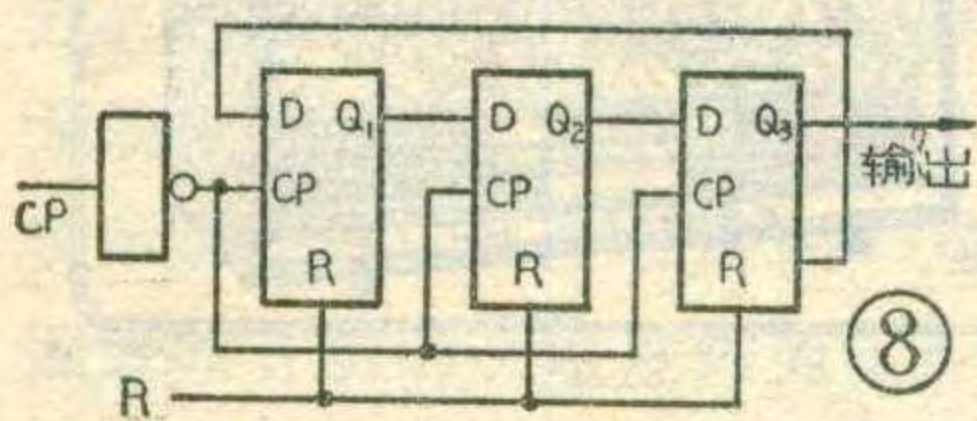 D Q₁ D Q₂ D Q₃
输出
CP CP CP CP
R R R
R
⑧